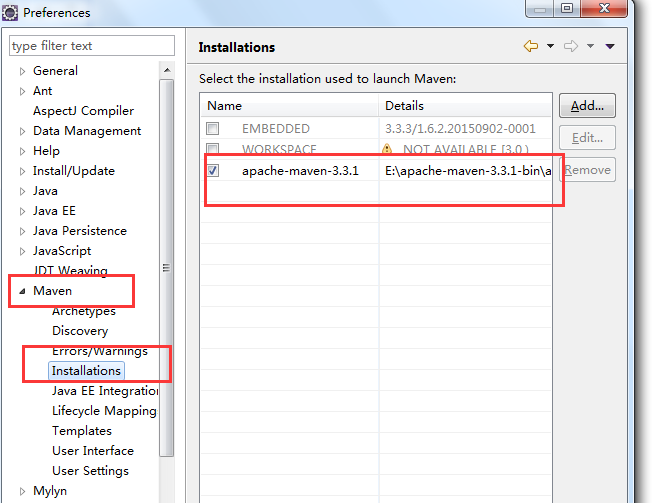 Preferences
type filter text
General
Ant
AspectJ Compiler
Data Management
Help
Install/Update
Java
Java EE
Java Persistence
JavaScript
JDT Weaving
Maven
Archetypes
Discovery
Errors/Warnings
Installations
Java EE Integration
Lifecycle Mapping
Templates
User Interface
User Settings
Mylyn
Installations
Select the installation used to launch Maven:
Name Details
EMBEDDED 3.3.3/1.6.2.20150902-0001
WORKSPACE NOT AVAILABLE [3.0,)
apache-maven-3.3.1 E:\apache-maven-3.3.1-bin\a
Add...
Edit...
Remove